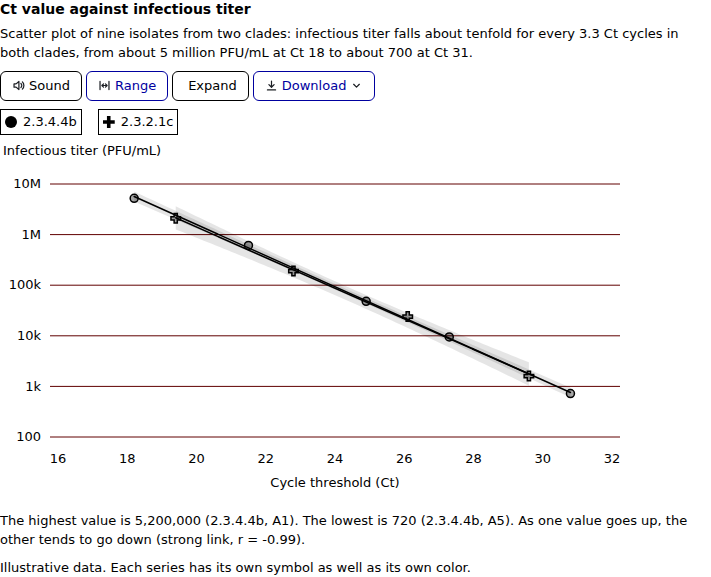 Ct value against infectious titer
Scatter plot of nine isolates from two clades: infectious titer falls about tenfold for every 3.3 Ct cycles in
both clades, from about 5 million PFU/mL at Ct 18 to about 700 at Ct 31.
Sound Range Expand Download
2.3.4.4b 2.3.2.1c
Infectious titer (PFU/mL)
10M
1M
100k
10k
1k
100
16 18 20 22 24 26 28 30 32
Cycle threshold (Ct)
The highest value is 5,200,000 (2.3.4.4b, A1). The lowest is 720 (2.3.4.4b, A5). As one value goes up, the
other tends to go down (strong link, r = -0.99).
Illustrative data. Each series has its own symbol as well as its own color.